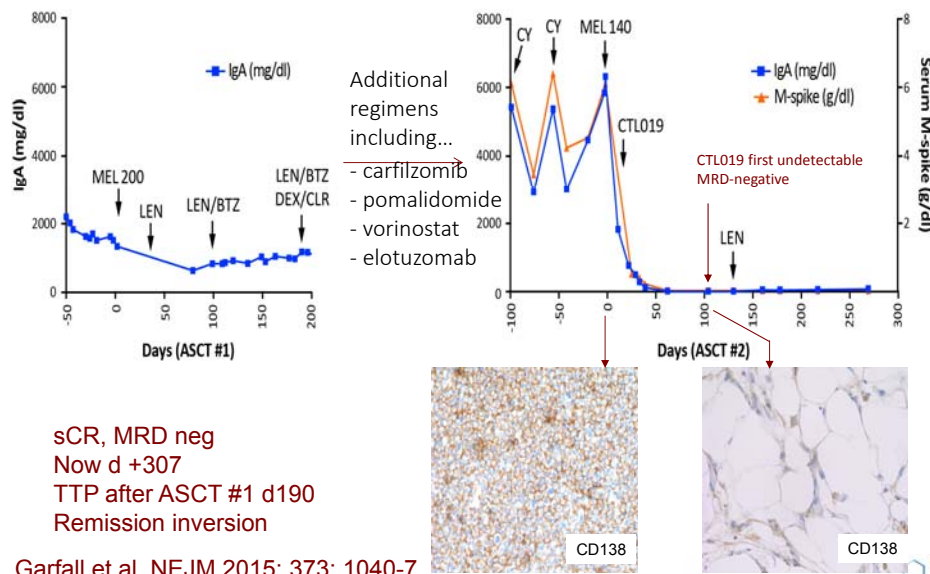 8000
6000
4000
2000
0
IgA (mg/dl)
IgA (mg/dl)
MEL 200
LEN
LEN/BTZ
LEN/BTZ
DEX/CLR
-50
0
50
100
150
200
Days (ASCT #1)
Additional
regimens
including...
- carfilzomib
- pomalidomide
- vorinostat
- elotuzomab
8000
6000
4000
2000
0
CY
CY
MEL 140
IgA (mg/dl)
M-spike (g/dl)
CTL019
CTL019 first undetectable
MRD-negative
LEN
8
6
4
2
0
Serum M-spike (g/dl)
-100
-50
0
50
100
150
200
250
300
Days (ASCT #2)
sCR, MRD neg
Now d +307
TTP after ASCT #1 d190
Remission inversion
CD138
CD138
Garfall et al. NEJM 2015; 373: 1040-7